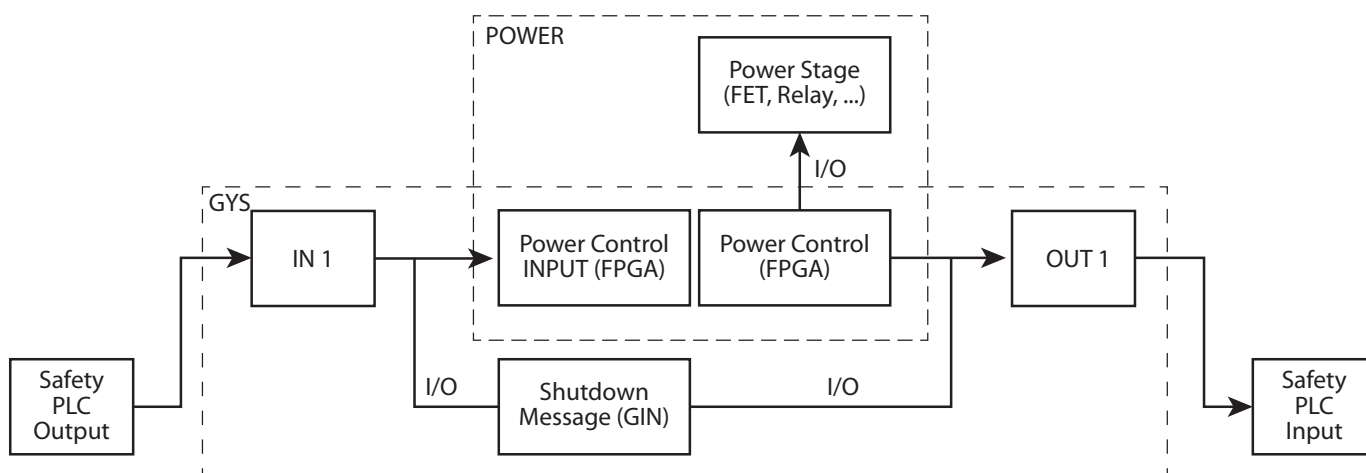 POWER
Power Stage
(FET, Relay, ...)
I/O
GYS
IN 1
Power Control
INPUT (FPGA)
Power Control
(FPGA)
OUT 1
Safety
PLC
Output
I/O
Shutdown
Message (GIN)
I/O
Safety
PLC
Input